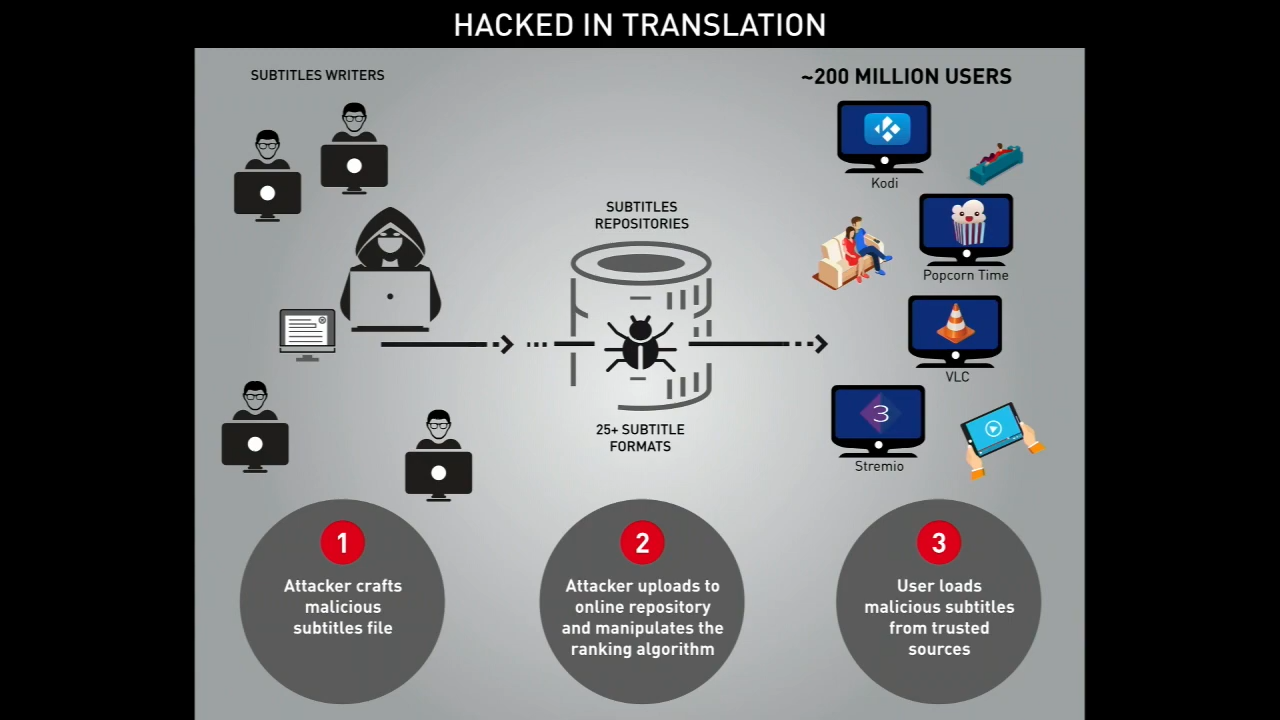 HACKED IN TRANSLATION
SUBTITLES WRITERS
~200 MILLION USERS
Kodi
SUBTITLES
REPOSITORIES
Popcorn Time
VLC
3
25+ SUBTITLE
FORMATS
Stremio
1
Attacker crafts
malicious
subtitles file
2
Attacker uploads to
online repository
and manipulates the
ranking algorithm
3
User loads
malicious subtitles
from trusted
sources